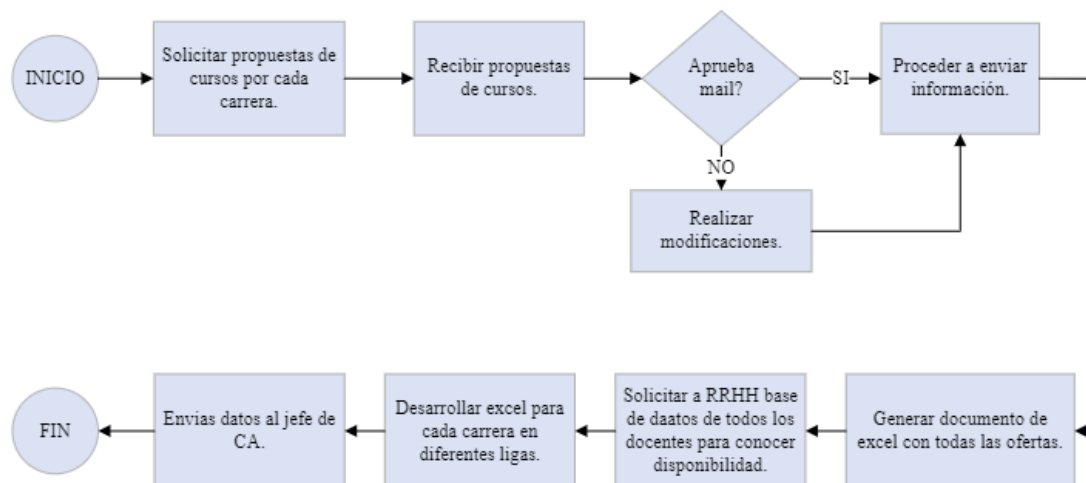 INICIO
Solicitar propuestas de
cursos por cada
carrera.
Recibir propuestas
de cursos.
Aprueba
mail?
SI
Proceder a enviar
información.
NO
Realizar
modificaciones.
FIN
Envias datos al jefe de
CA.
Desarrollar excel para
cada carrera en
diferentes ligas.
Solicitar a RRHH base
de daatos de todos los
docentes para conocer
disponibilidad.
Generar documento de
excel con todas las ofertas.